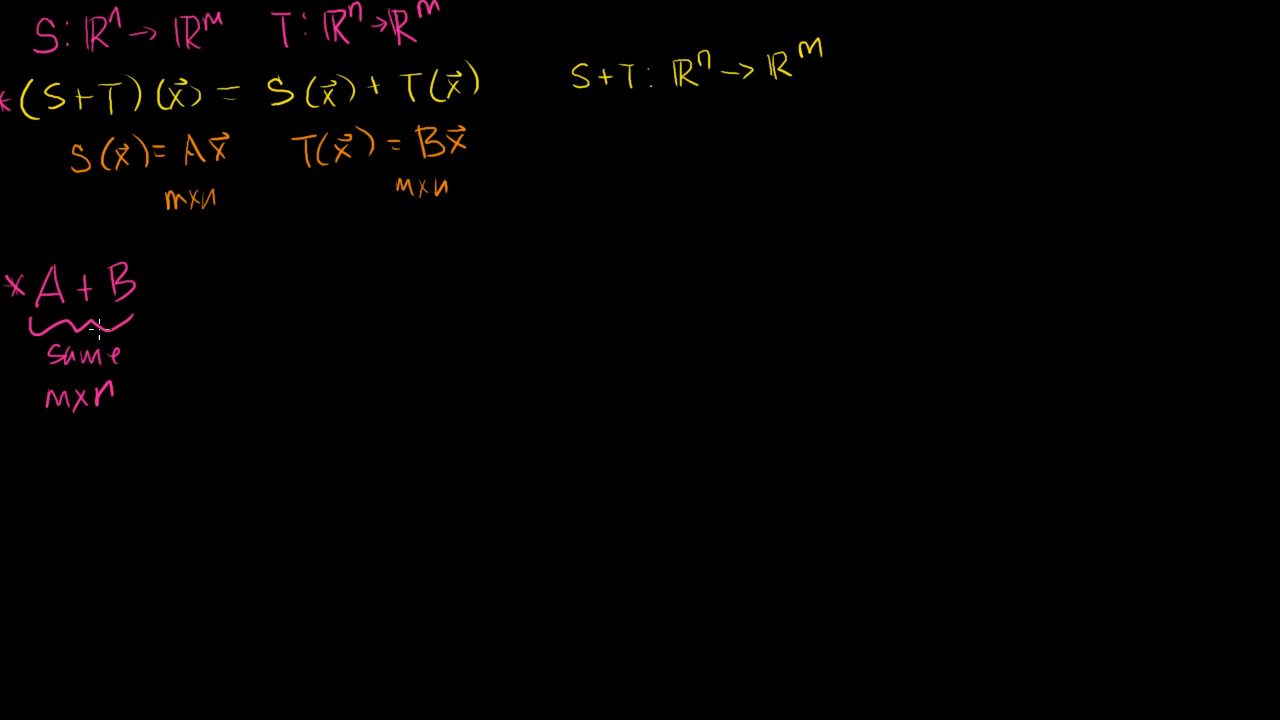 S: ℝⁿ → ℝᵐ T: ℝⁿ → ℝᵐ
*(S+T)(x⃗) = S(x⃗) + T(x⃗)
S+T: ℝⁿ → ℝᵐ
S(x⃗) = Ax⃗ T(x⃗) = Bx⃗
m×n m×n
*A + B
same
m×n